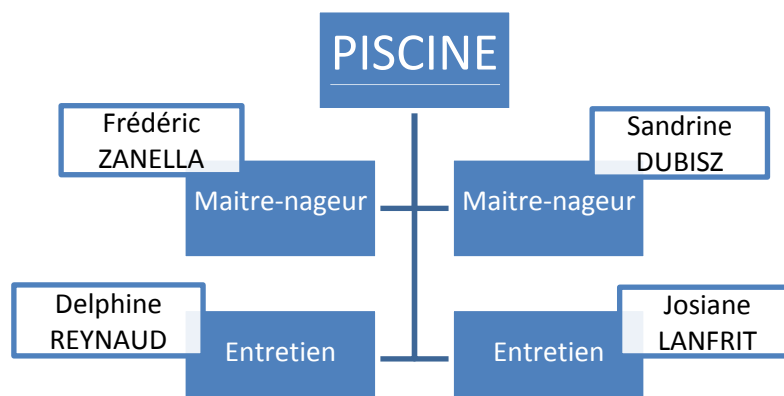 PISCINE
Frédéric
ZANELLA
Maitre-nageur
Sandrine
DUBISZ
Maitre-nageur
Delphine
REYNAUD
Entretien
Josiane
LANFRIT
Entretien